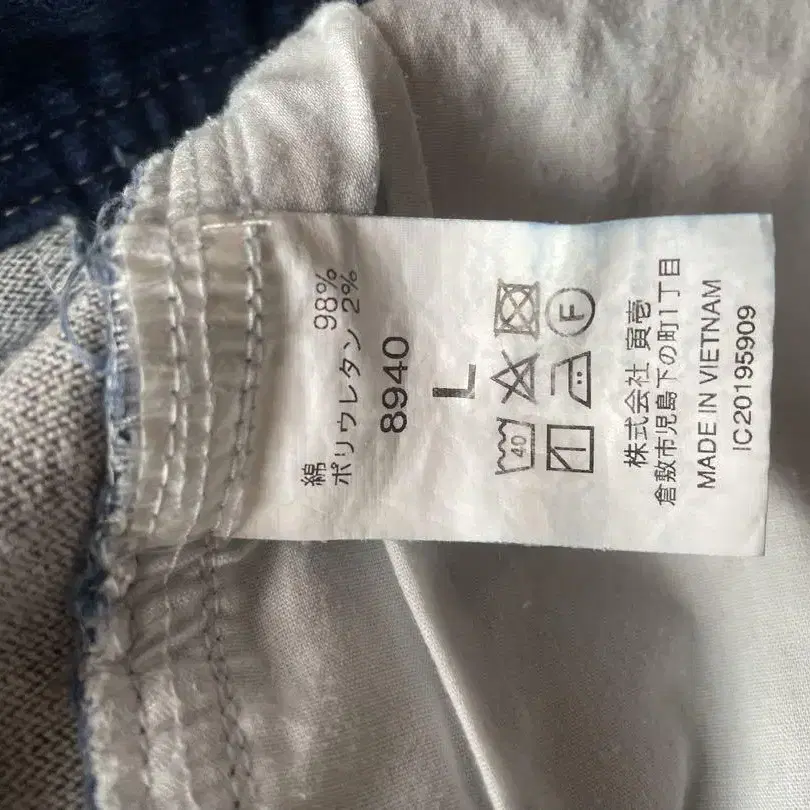 綿 98%
ポリウレタン 2%
8940
L
40
F
株式会社 寅壱
倉敷市児島下の町1丁目
MADE IN VIETNAM
IC20195909